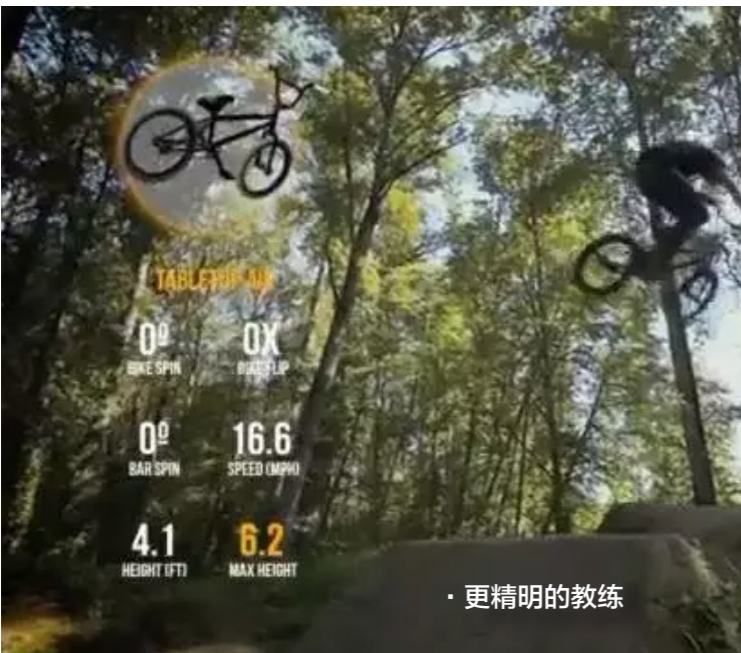 TABLETOP AIR
0º 0X
BIKE SPIN BIKE FLIP
0º 16.6
BAR SPIN SPEED (MPH)
4.1 6.2
HEIGHT (FT) MAX HEIGHT
· 更精明的教练